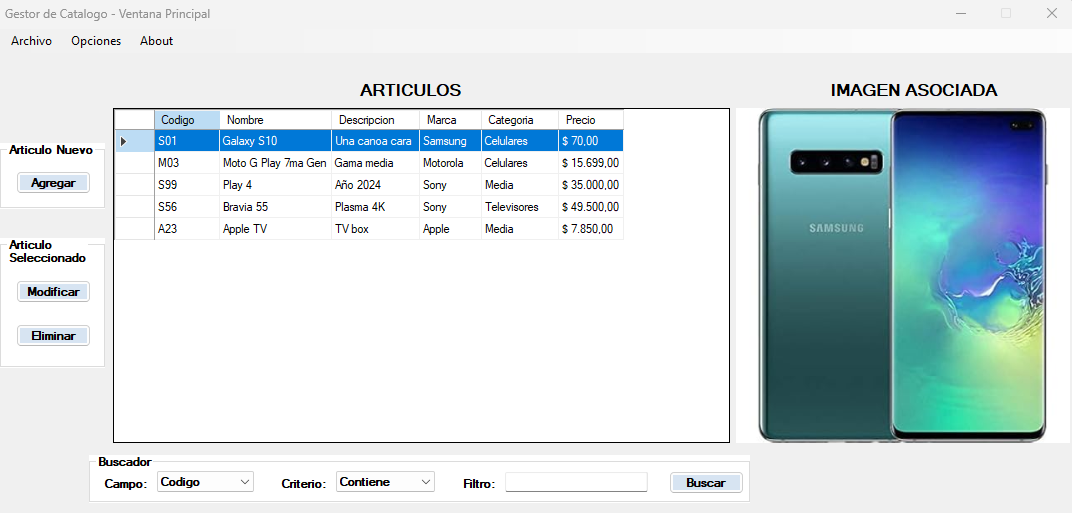 Gestor de Catalogo - Ventana Principal
Archivo Opciones About
ARTICULOS
IMAGEN ASOCIADA
Codigo Nombre Descripcion Marca Categoria Precio
S01 Galaxy S10 Una canoa cara Samsung Celulares $ 70,00
M03 Moto G Play 7ma Gen Gama media Motorola Celulares $ 15.699,00
S99 Play 4 Año 2024 Sony Media $ 35.000,00
S56 Bravia 55 Plasma 4K Sony Televisores $ 49.500,00
A23 Apple TV TV box Apple Media $ 7.850,00
Articulo Nuevo
Agregar
Articulo
Seleccionado
Modificar
Eliminar
SAMSUNG
Buscador
Campo: Codigo Criterio: Contiene Filtro: Buscar